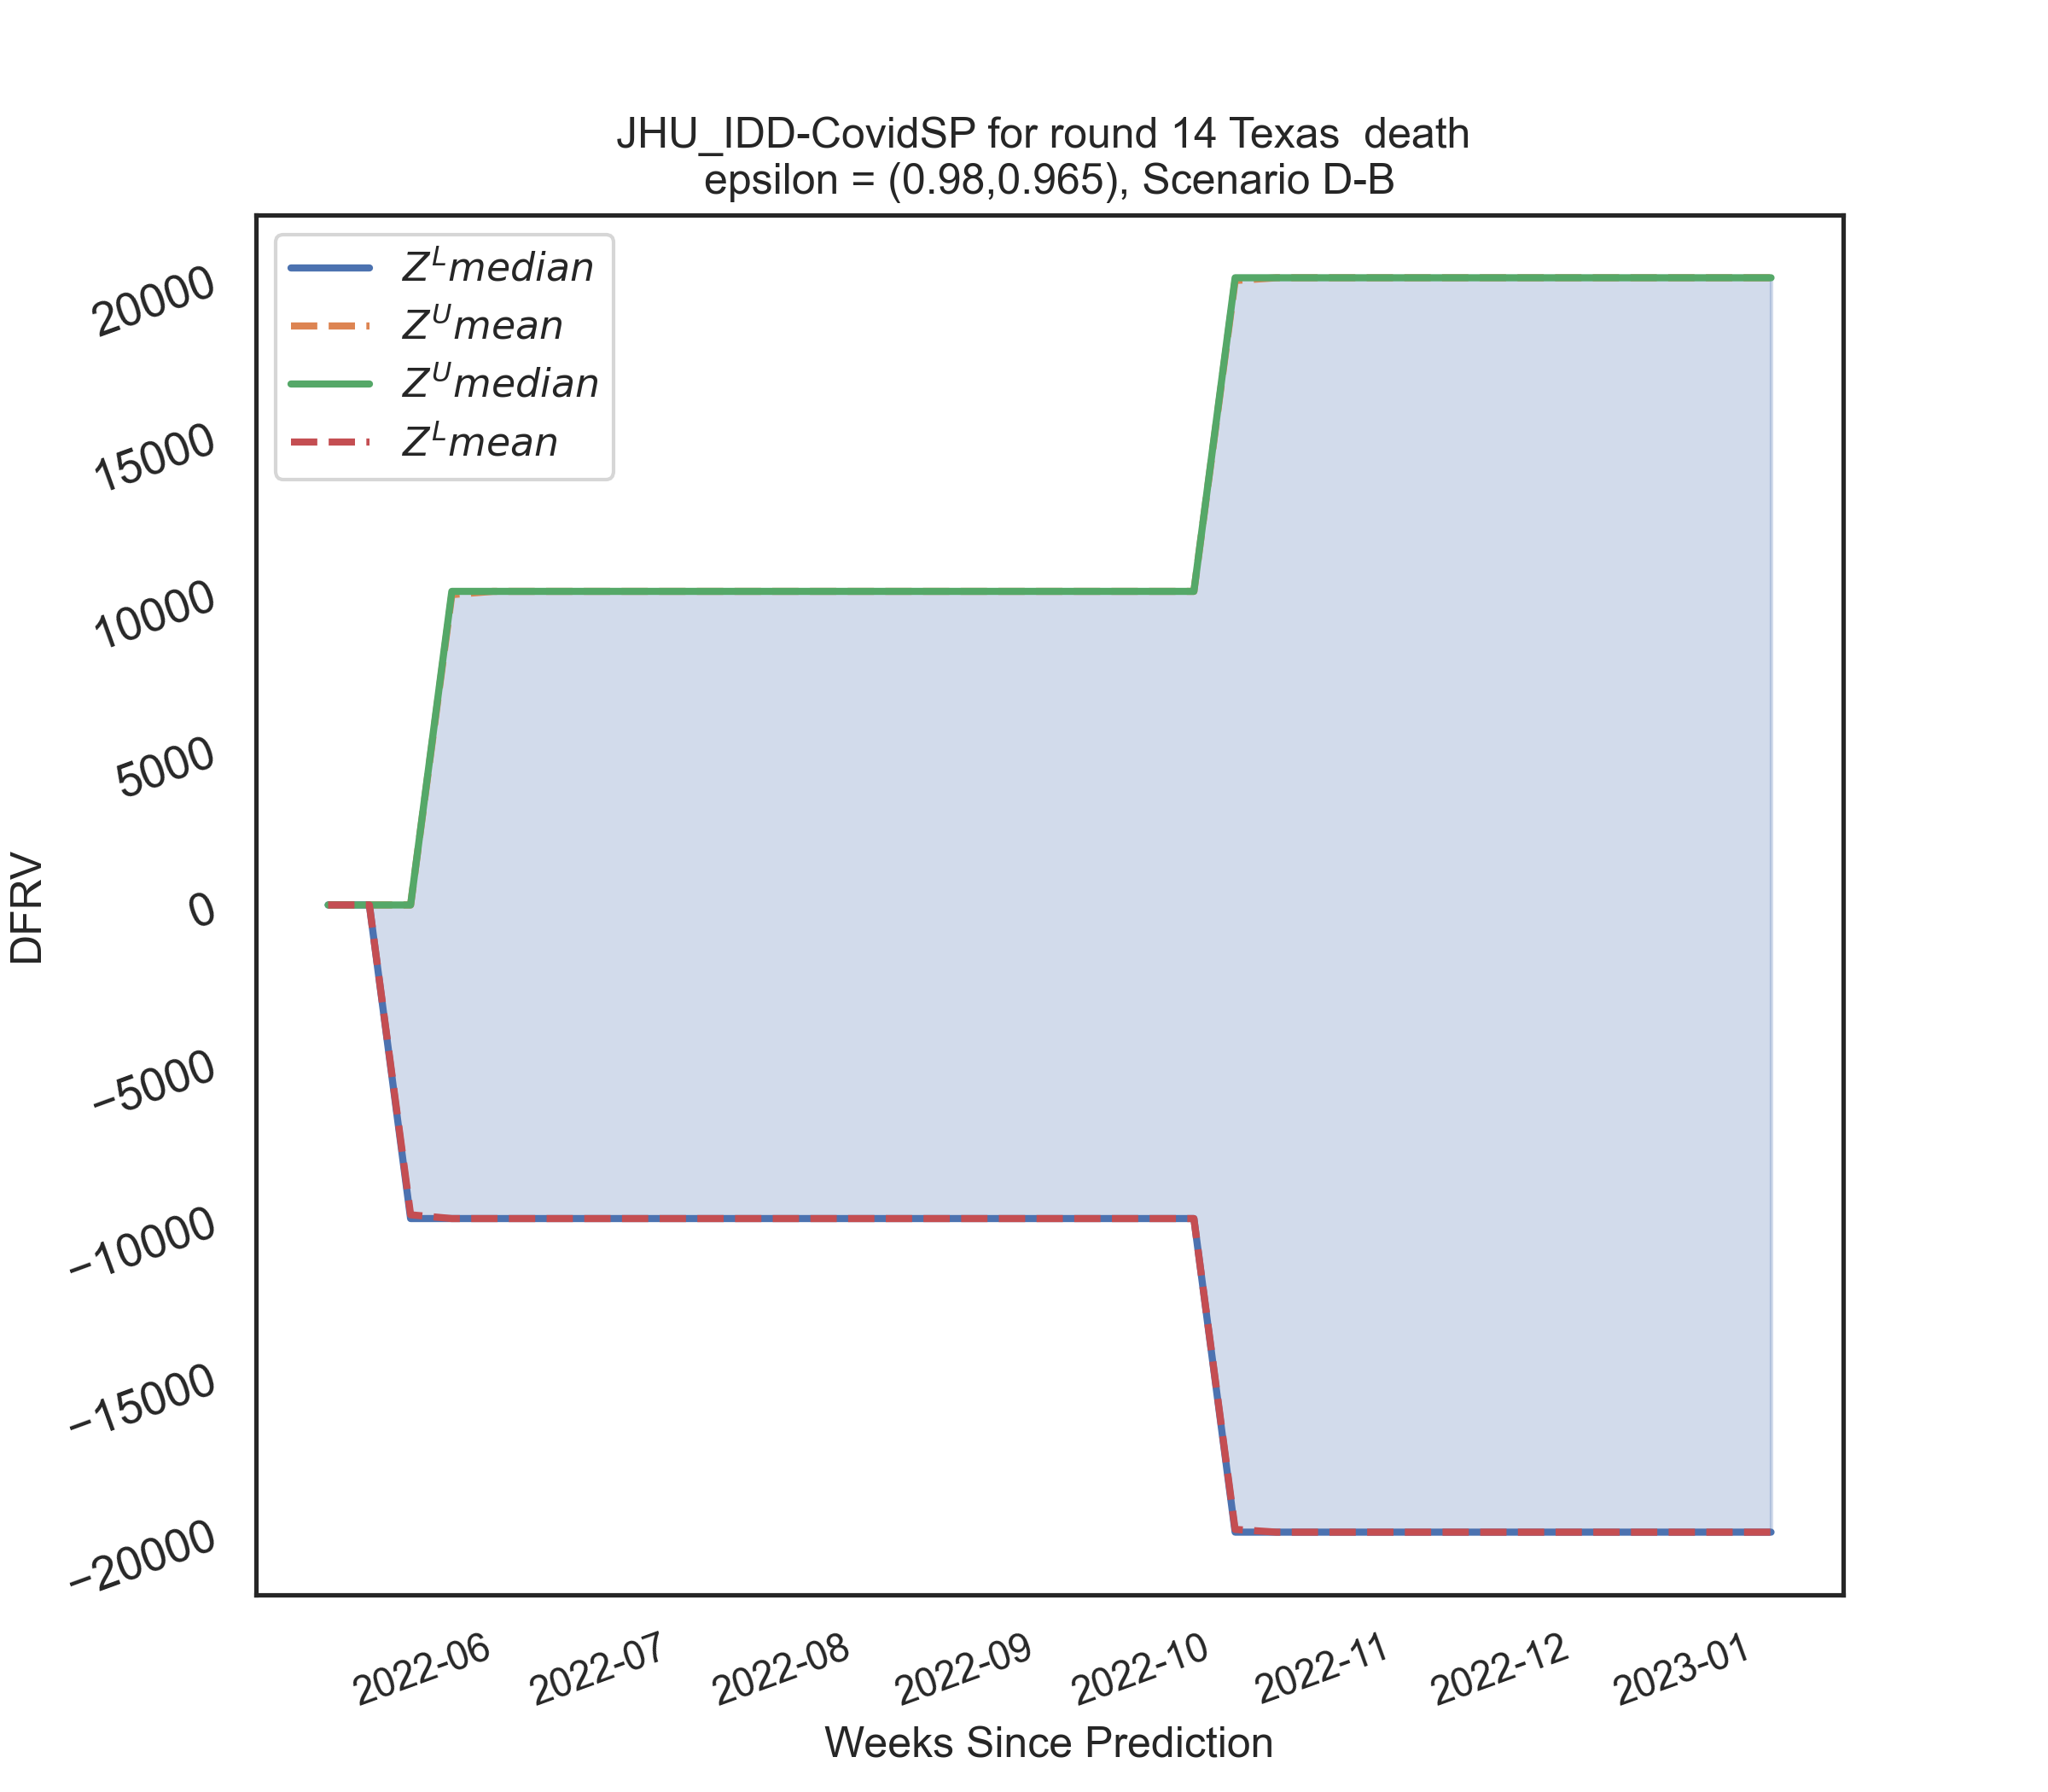 JHU_IDD-CovidSP for round 14 Texas  death
epsilon = (0.98,0.965), Scenario D-B
Z^L median
Z^U mean
Z^U median
Z^L mean
20000
15000
10000
5000
0
−5000
−10000
−15000
−20000
DFRV
2022-06
2022-07
2022-08
2022-09
2022-10
2022-11
2022-12
2023-01
Weeks Since Prediction